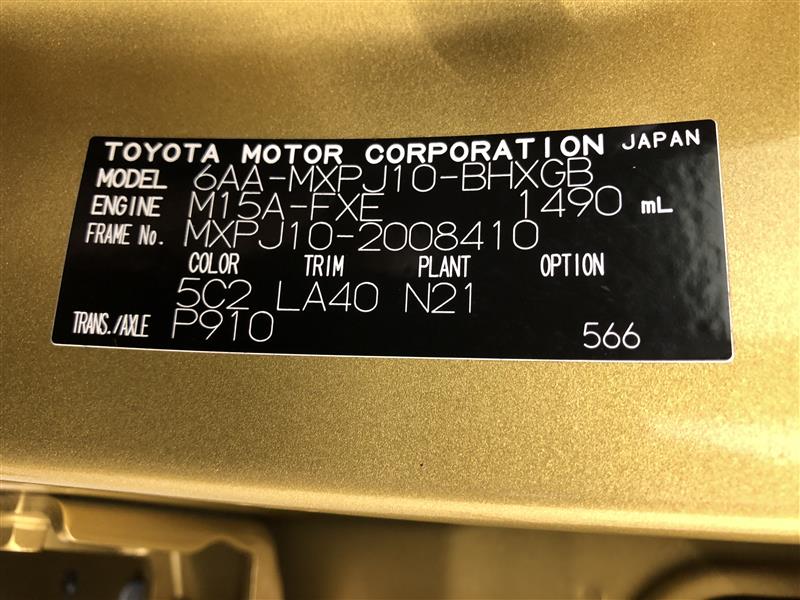 TOYOTA MOTOR CORPORATION JAPAN
MODEL 6AA-MXPJ10-BHXGB
ENGINE M15A-FXE 1490 mL
FRAME No. MXPJ10-2008410
COLOR TRIM PLANT OPTION
5C2 LA40 N21
TRANS./AXLE P910 566